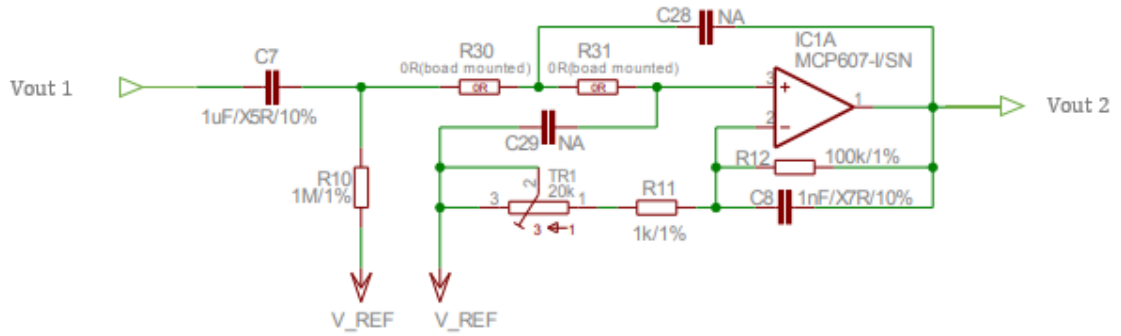 C28
NA
IC1A
MCP607-I/SN
C7
R30
R31
0R(boad mounted)
0R(boad mounted)
Vout 1
0R
0R
3
+
1
Vout 2
1uF/X5R/10%
2
–
C29
NA
R12
100k/1%
R10
1M/1%
TR1
20k
2
3
1
R11
C8
1nF/X7R/10%
3
1
1k/1%
V_REF
V_REF